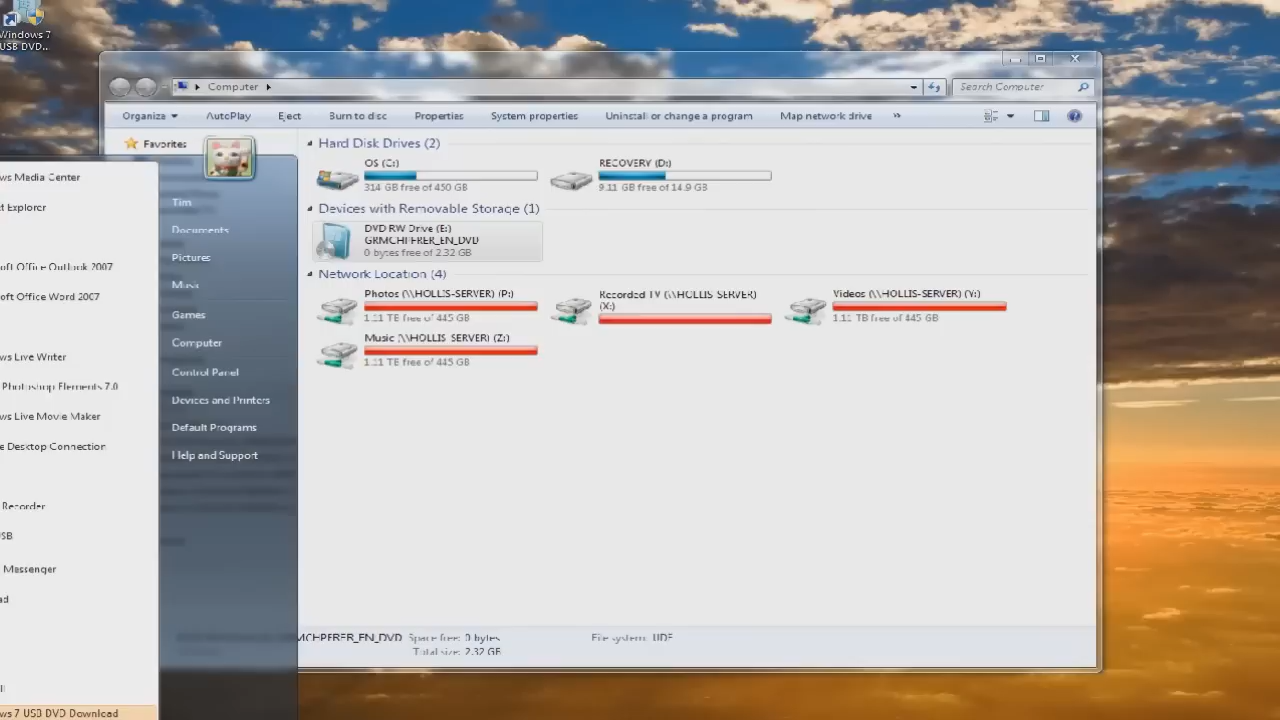 Windows 7
USB DVD...
Computer
Search Computer
Organize
AutoPlay
Eject
Burn to disc
Properties
System properties
Uninstall or change a program
Map network drive
»
Favorites
Hard Disk Drives (2)
OS (C:)
314 GB free of 450 GB
RECOVERY (D:)
9.11 GB free of 14.9 GB
Devices with Removable Storage (1)
DVD RW Drive (E:)
GRMCHPFRER_EN_DVD
0 bytes free of 2.32 GB
Network Location (4)
Photos (\\HOLLIS-SERVER) (P:)
1.11 TB free of 445 GB
Recorded TV (\\HOLLIS-SERVER)
(X:)
Videos (\\HOLLIS-SERVER) (Y:)
1.11 TB free of 445 GB
Music (\\HOLLIS-SERVER) (Z:)
1.11 TB free of 445 GB
ws Media Center
t Explorer
oft Office Outlook 2007
oft Office Word 2007
ws Live Writer
Photoshop Elements 7.0
ws Live Movie Maker
e Desktop Connection
Recorder
SB
Messenger
ad
ll
ws 7 USB DVD Download
Tim
Documents
Pictures
Music
Games
Computer
Control Panel
Devices and Printers
Default Programs
Help and Support
RMCHPFRER_EN_DVD Space free: 0 bytes File system: UDF
Total size: 2.32 GB